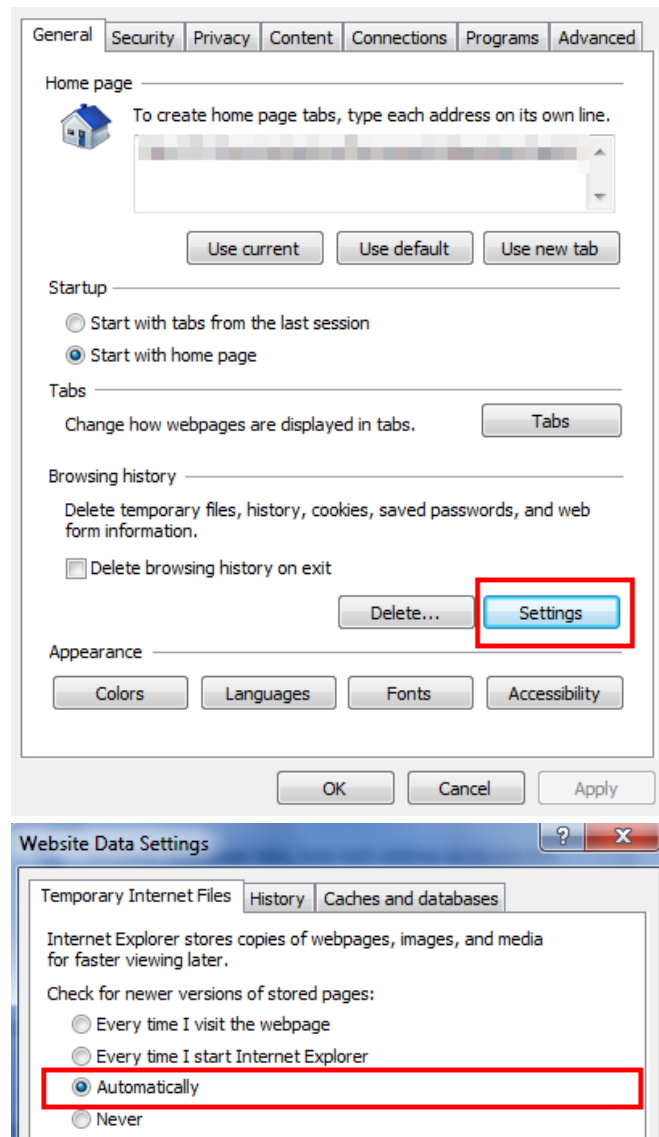 General Security Privacy Content Connections Programs Advanced
Home page
To create home page tabs, type each address on its own line.
Use current Use default Use new tab
Startup
Start with tabs from the last session
Start with home page
Tabs
Change how webpages are displayed in tabs. Tabs
Browsing history
Delete temporary files, history, cookies, saved passwords, and web
form information.
Delete browsing history on exit
Delete... Settings
Appearance
Colors Languages Fonts Accessibility
OK Cancel Apply
Website Data Settings ? X
Temporary Internet Files History Caches and databases
Internet Explorer stores copies of webpages, images, and media
for faster viewing later.
Check for newer versions of stored pages:
Every time I visit the webpage
Every time I start Internet Explorer
Automatically
Never